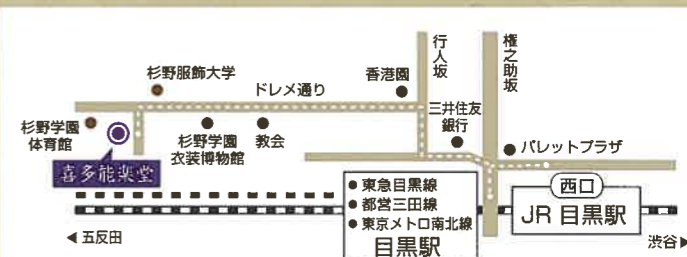 行人坂
権之助坂
杉野服飾大学
ドレメ通り
香港園
三井住友
銀行
杉野学園
体育館
杉野学園
衣装博物館
教会
パレットプラザ
喜多能楽堂
東急目黒線
都営三田線
東京メトロ南北線
目黒駅
西口
JR 目黒駅
◀ 五反田
渋谷▶